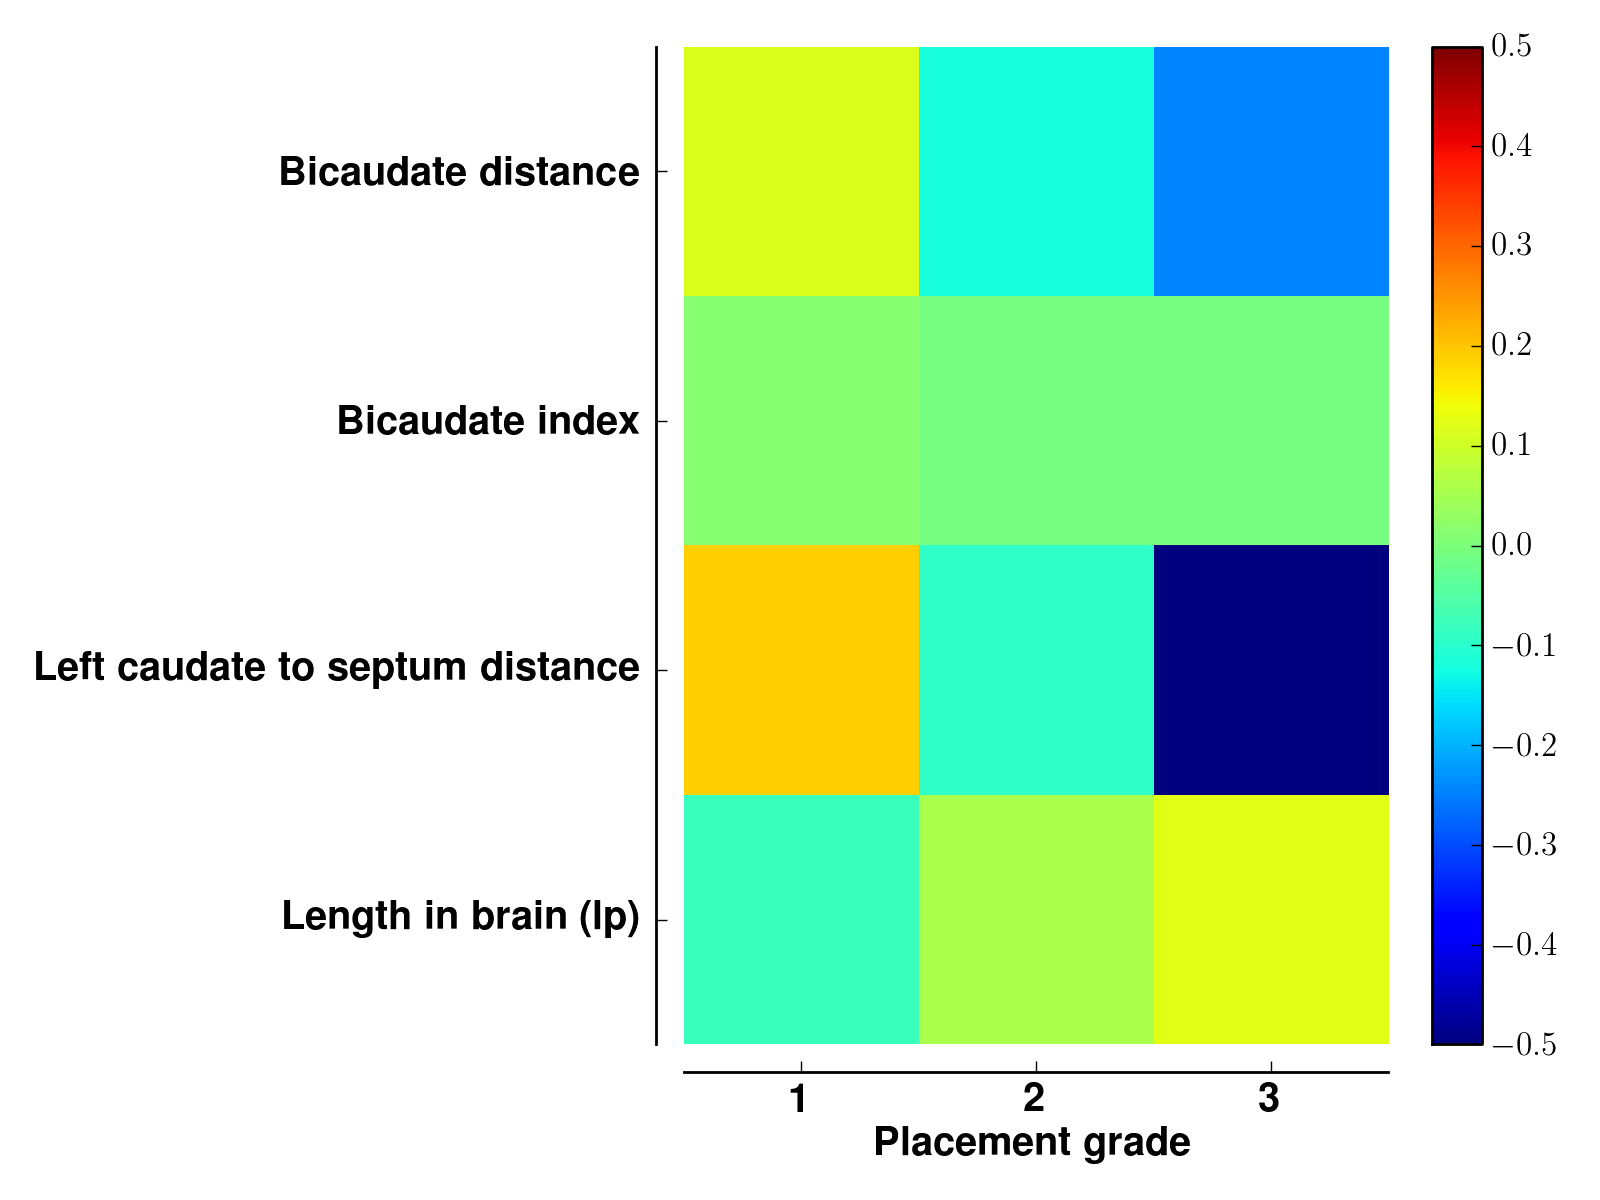 Bicaudate distance
Bicaudate index
Left caudate to septum distance
Length in brain (lp)
1 2 3
Placement grade
0.5
0.4
0.3
0.2
0.1
0.0
−0.1
−0.2
−0.3
−0.4
−0.5